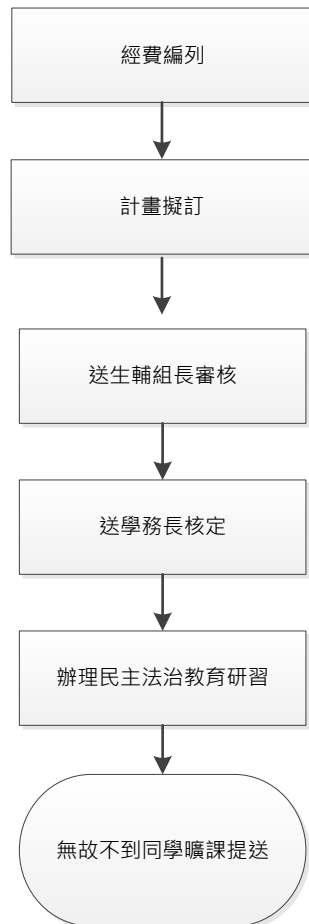 經費編列
計畫擬訂
送生輔組長審核
送學務長核定
辦理民主法治教育研習
無故不到同學曠課提送